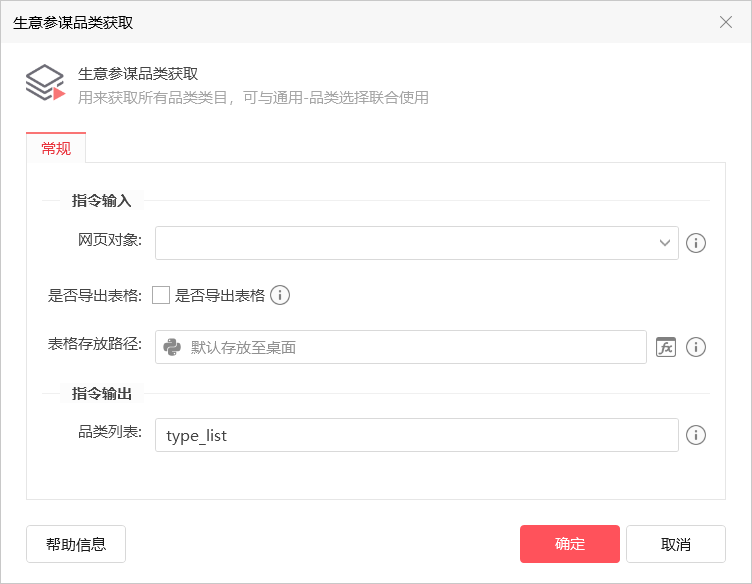 生意参谋品类获取
生意参谋品类获取
用来获取所有品类类目，可与通用-品类选择联合使用
常规
指令输入
网页对象:
是否导出表格: 是否导出表格
表格存放路径: 默认存放至桌面 fx
指令输出
品类列表: type_list
帮助信息 确定 取消